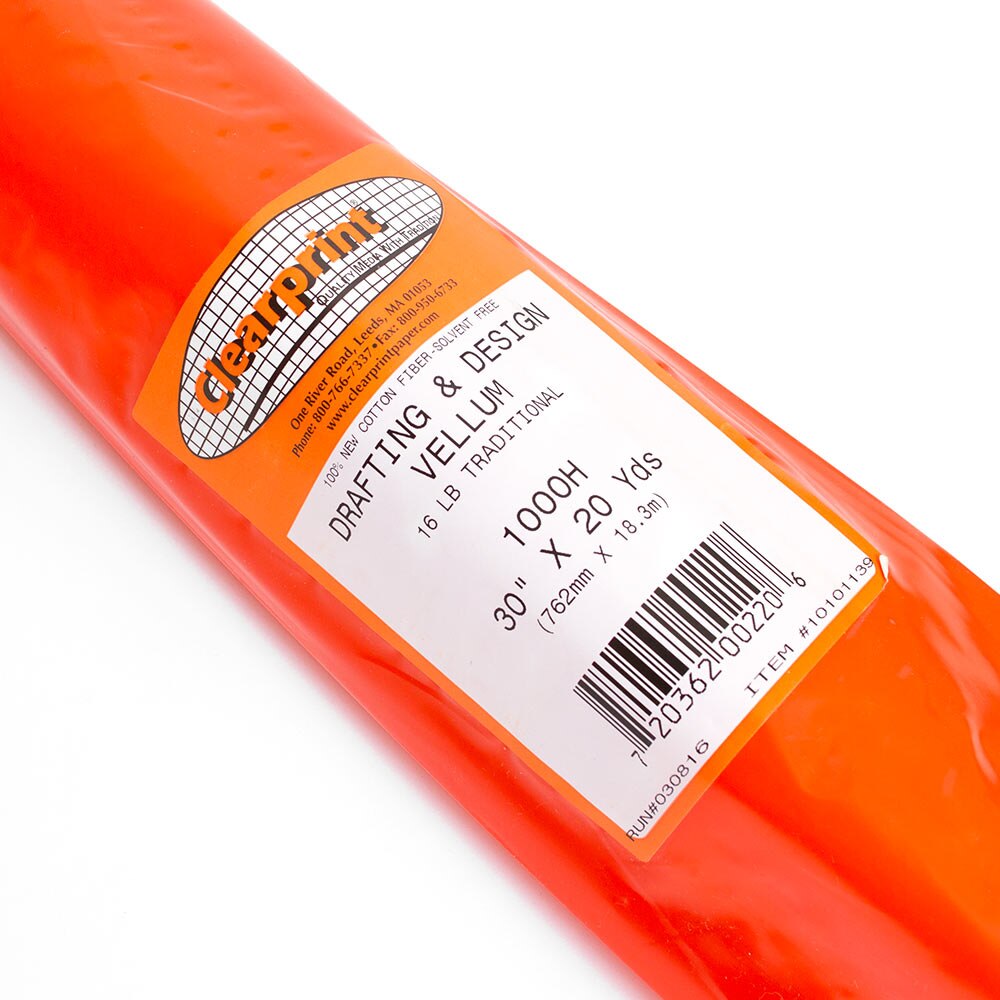 clearprint®
QUALITY MEDIA WITH TRADITION
One River Road, Leeds, MA 01053
Phone: 800-766-7337 • Fax: 800-950-6733
www.clearprintpaper.com
100% NEW COTTON FIBER-SOLVENT FREE
DRAFTING & DESIGN
VELLUM
16 LB TRADITIONAL
1000H
30" X 20 Yds
(762mm X 18.3m)
7 20362 00220 6
ITEM #10101139
RUN#030816